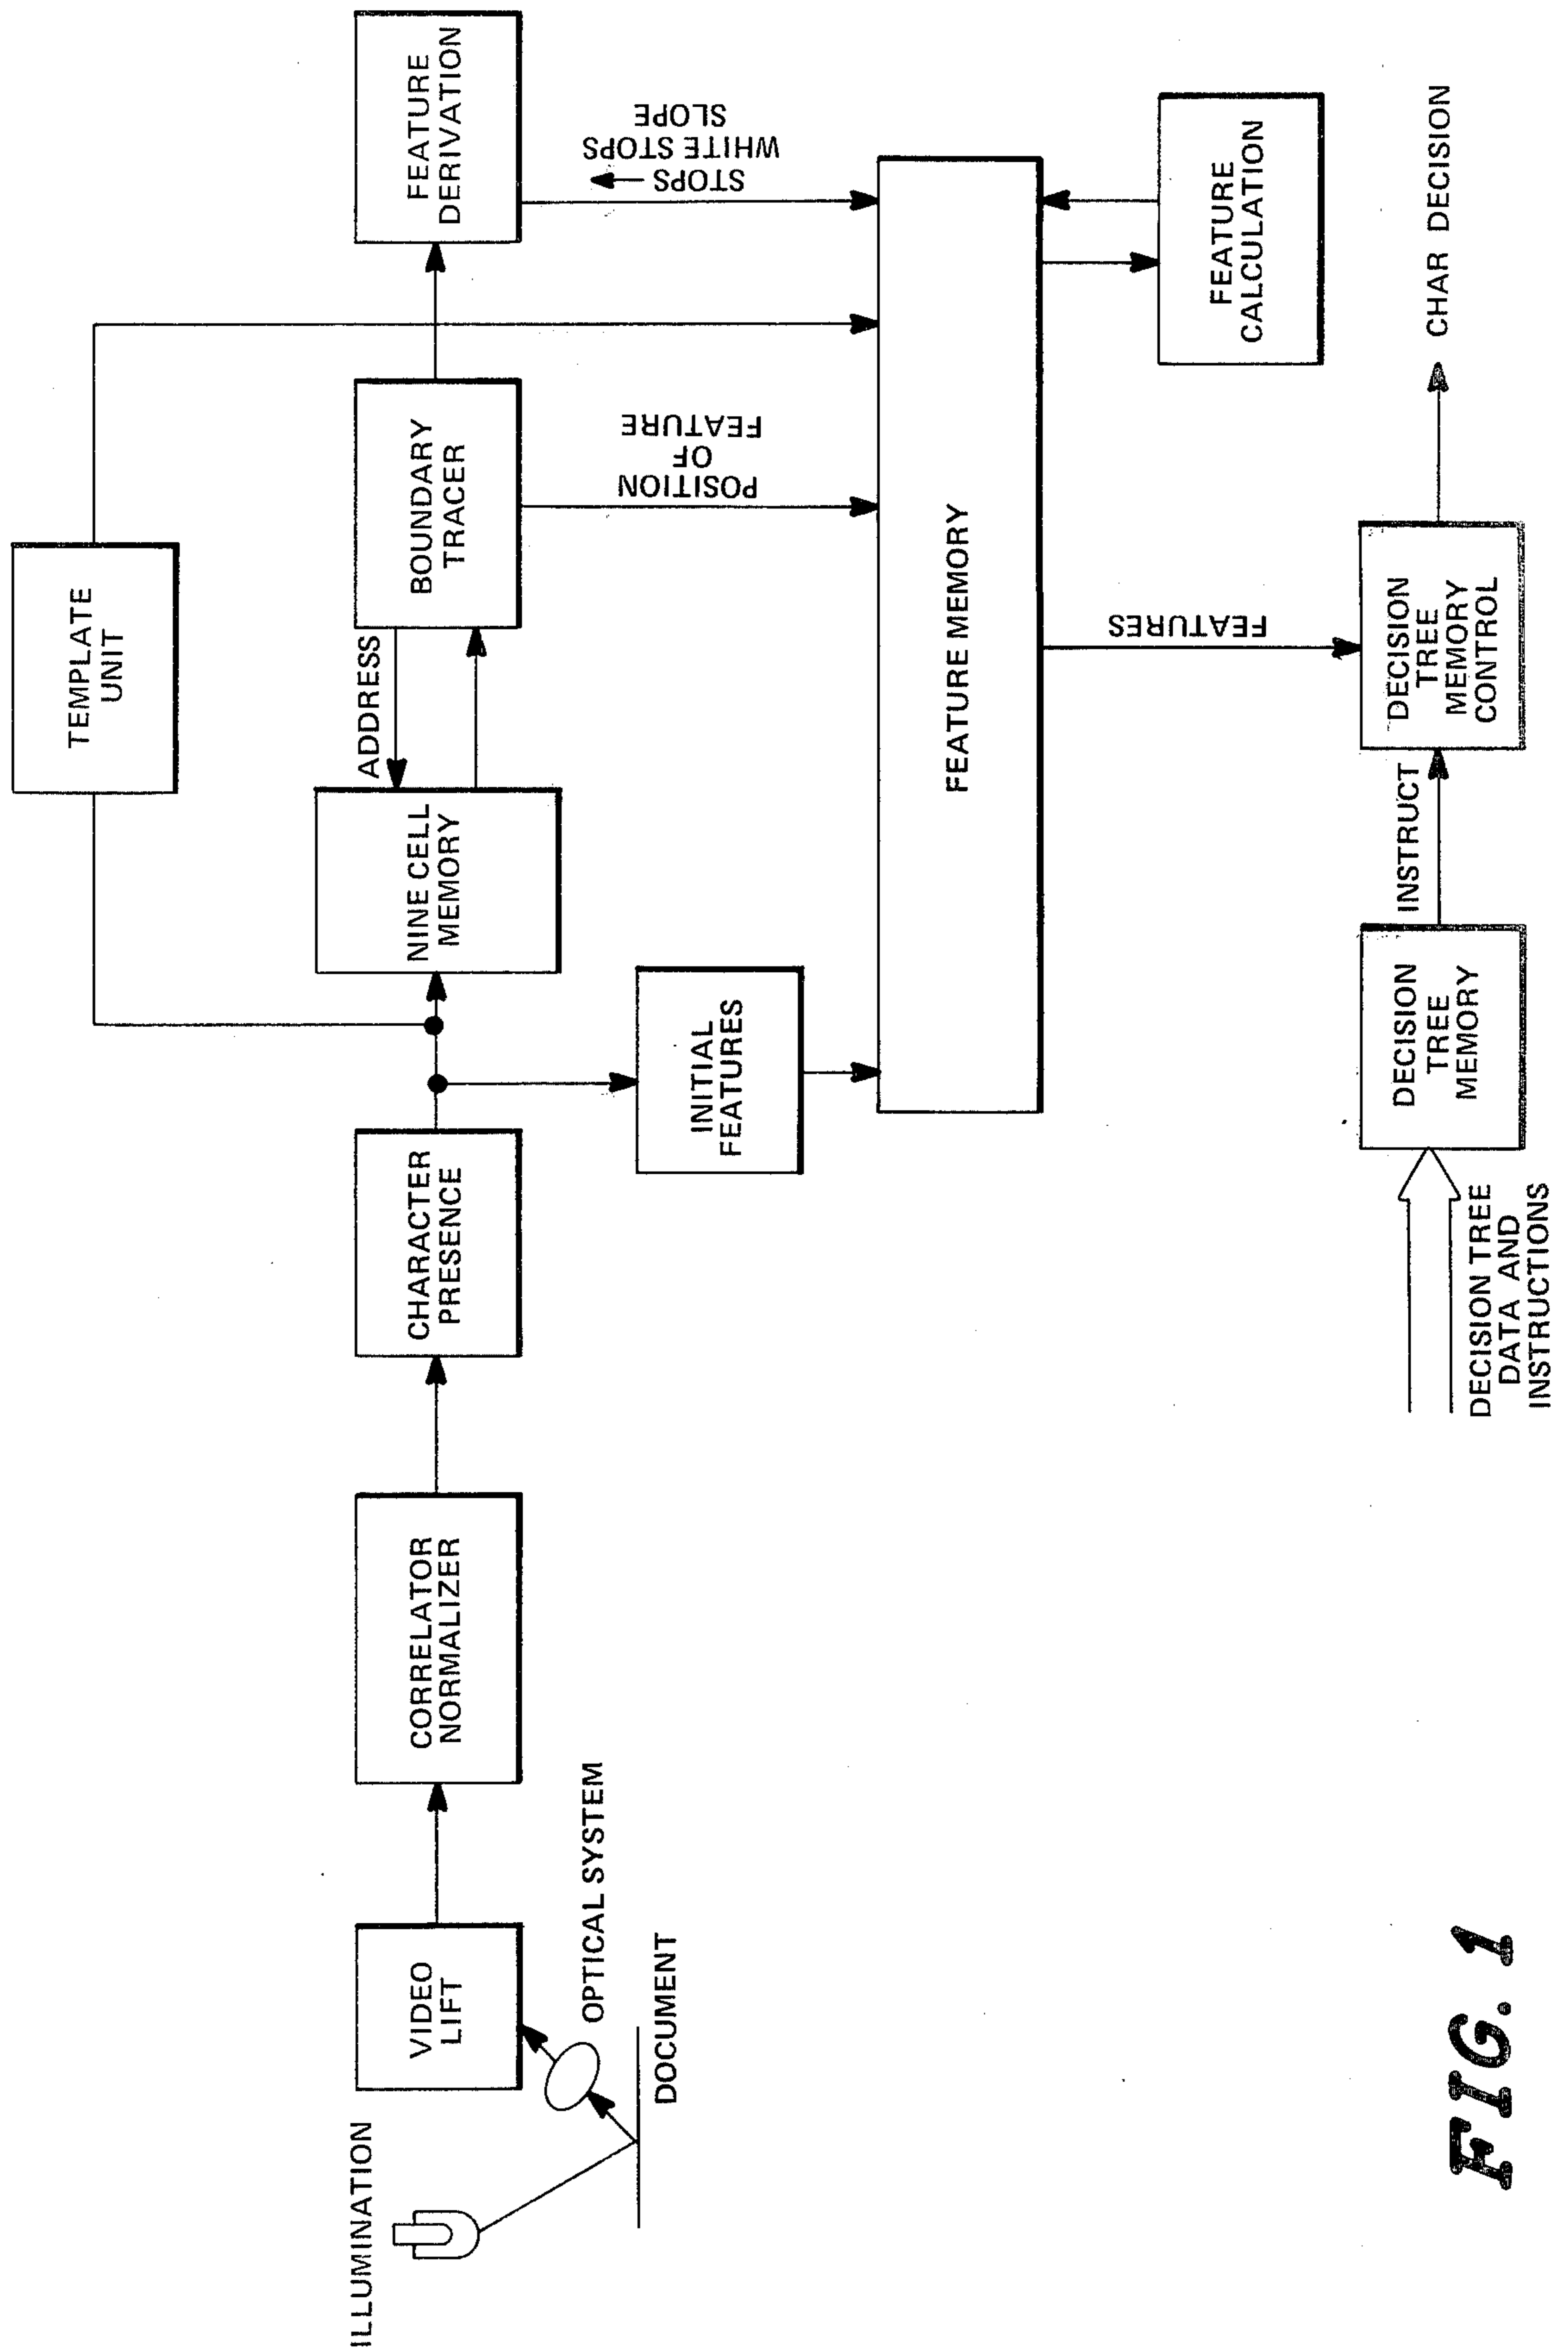 TEMPLATE
UNIT
ILLUMINATION
VIDEO
LIFT
OPTICAL SYSTEM
DOCUMENT
CORRELATOR
NORMALIZER
CHARACTER
PRESENCE
INITIAL
FEATURES
NINE CELL
MEMORY
ADDRESS
BOUNDARY
TRACER
POSITION
OF
FEATURE
FEATURE
DERIVATION
STOPS
WHITE STOPS
SLOPE
FEATURE MEMORY
FEATURE
CALCULATION
FEATURES
DECISION TREE
DATA AND
INSTRUCTIONS
DECISION
TREE
MEMORY
INSTRUCT
DECISION
TREE
MEMORY
CONTROL
CHAR DECISION
FIG. 1